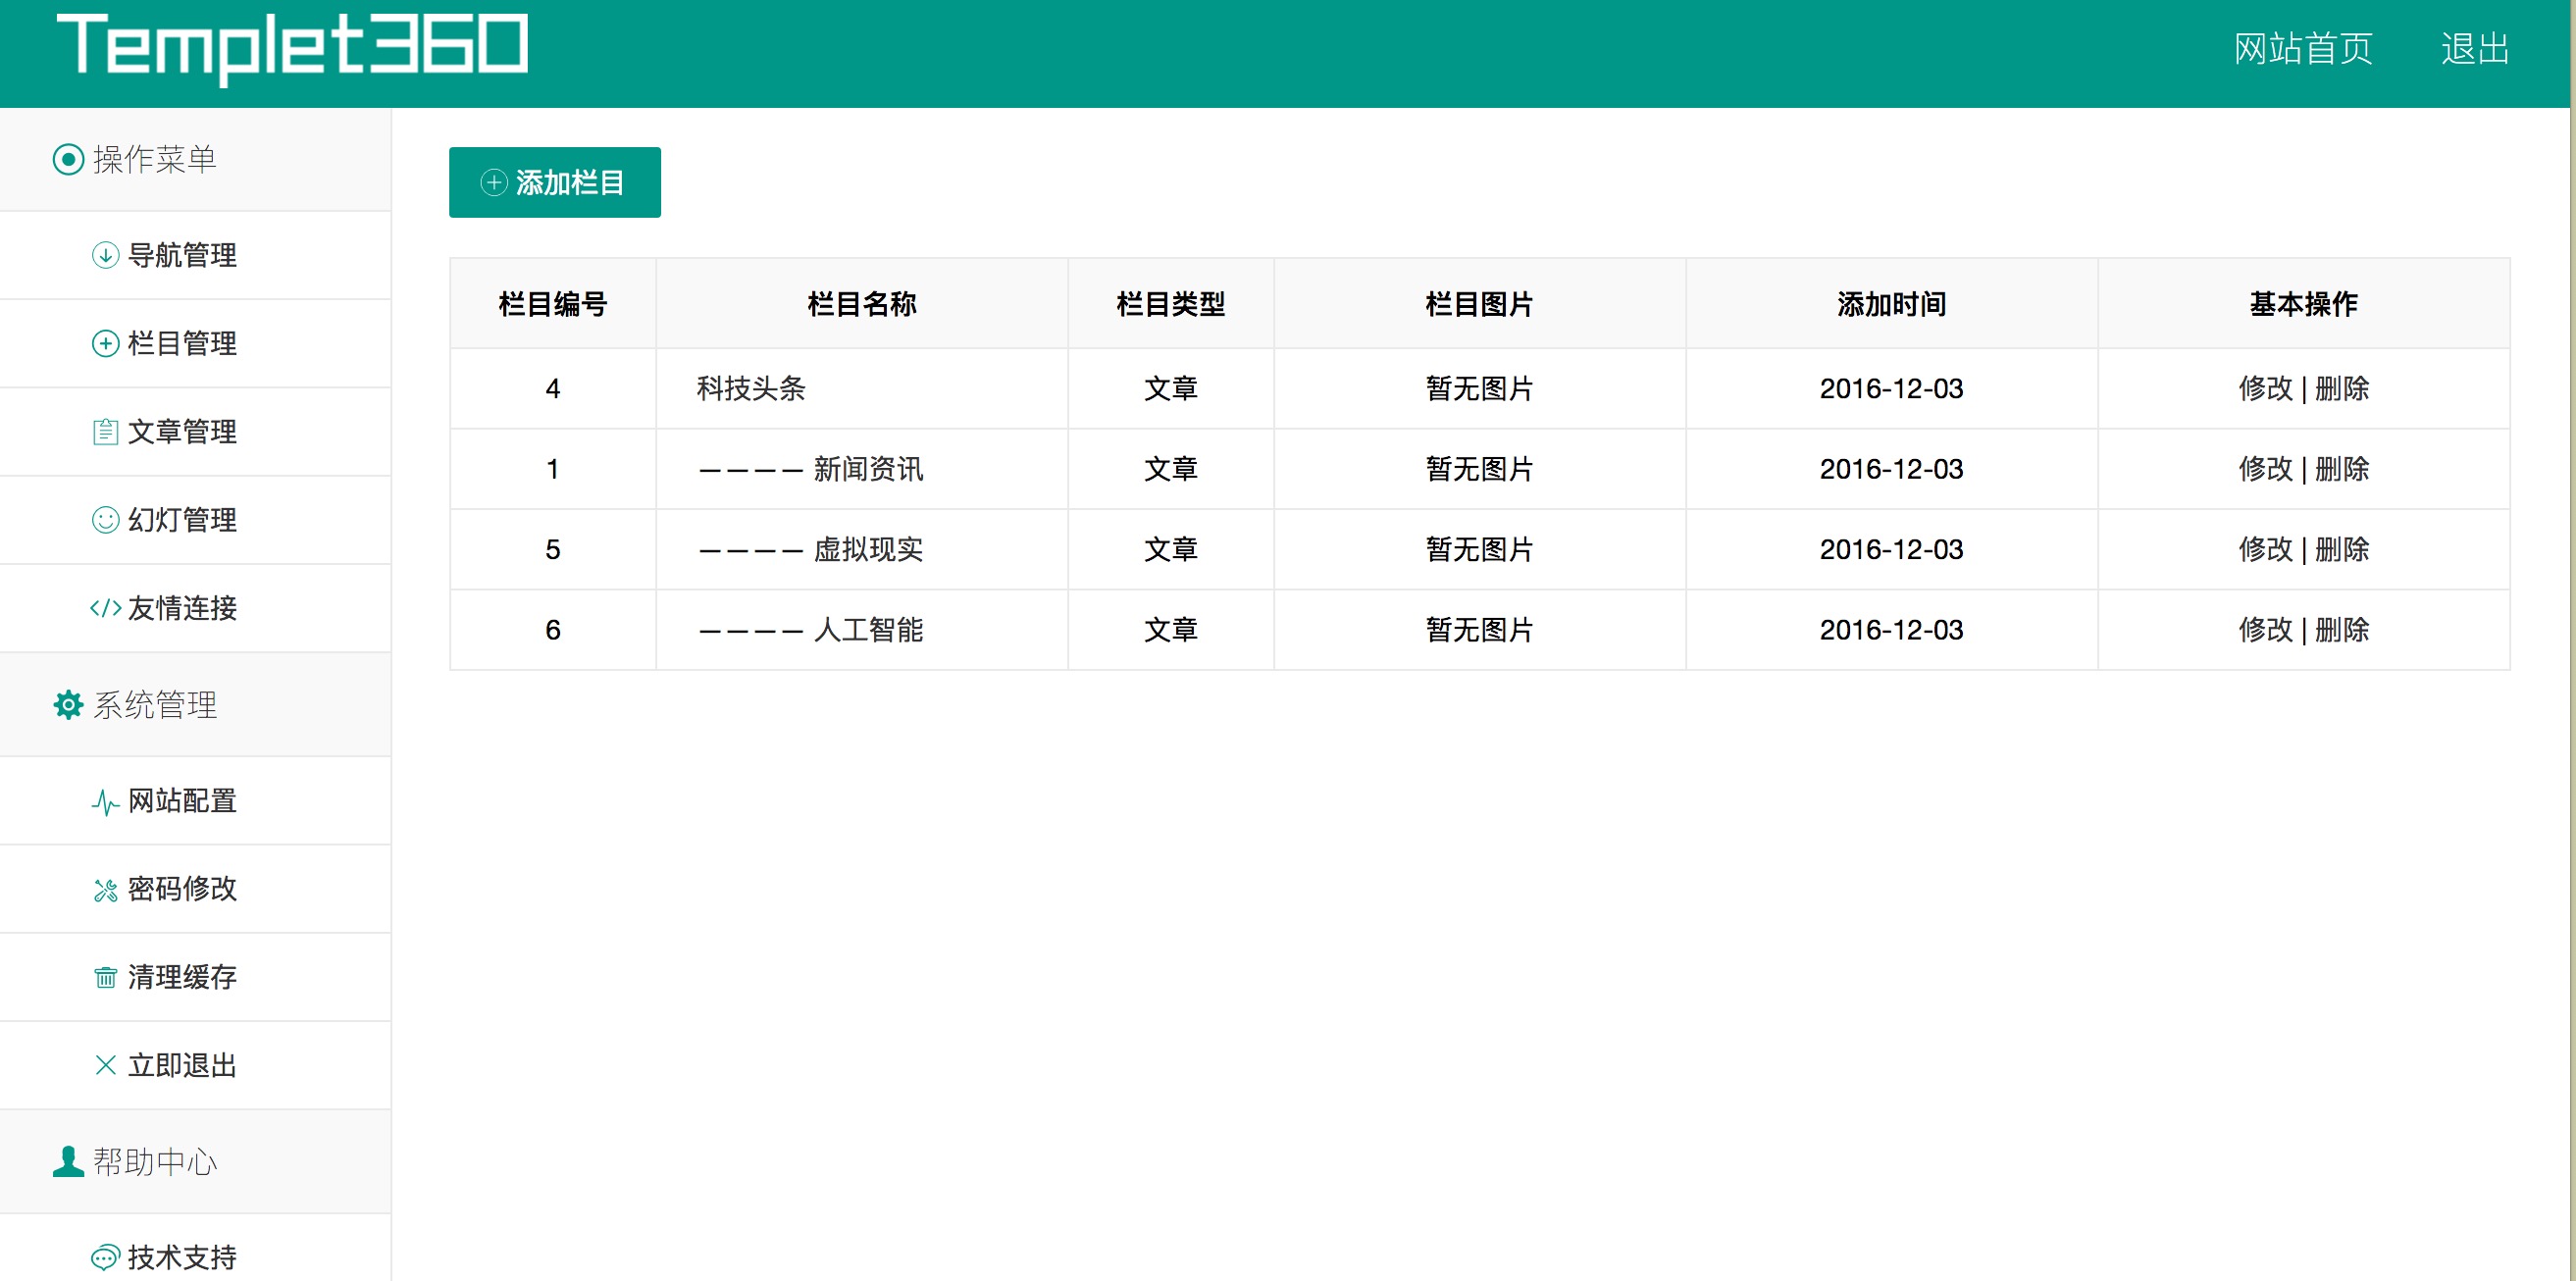 Templet360
网站首页 退出
操作菜单
导航管理
栏目管理
文章管理
幻灯管理
友情连接
系统管理
网站配置
密码修改
清理缓存
立即退出
帮助中心
技术支持
添加栏目
栏目编号 栏目名称 栏目类型 栏目图片 添加时间 基本操作
4 科技头条 文章 暂无图片 2016-12-03 修改 | 删除
1 －－－－ 新闻资讯 文章 暂无图片 2016-12-03 修改 | 删除
5 －－－－ 虚拟现实 文章 暂无图片 2016-12-03 修改 | 删除
6 －－－－ 人工智能 文章 暂无图片 2016-12-03 修改 | 删除